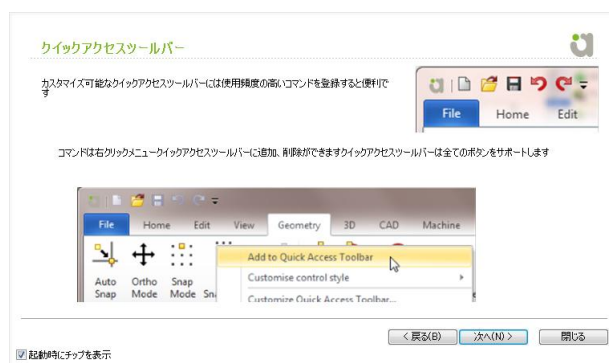 クイックアクセスツールバー
カスタマイズ可能なクイックアクセスツールバーには使用頻度の高いコマンドを登録すると便利で
す
File Home Edit
コマンドは右クリックメニュークイックアクセスツールバーに追加、削除ができますクイックアクセスツールバーは全てのボタンをサポートします
File Home Edit View Geometry 3D CAD Machine
Add to Quick Access Toolbar
Customise control style
Customize Quick Access Toolbar...
Auto Ortho Snap
Snap Mode Mode
< 戻る(B) 次へ(N) > 閉じる
起動時にチップを表示